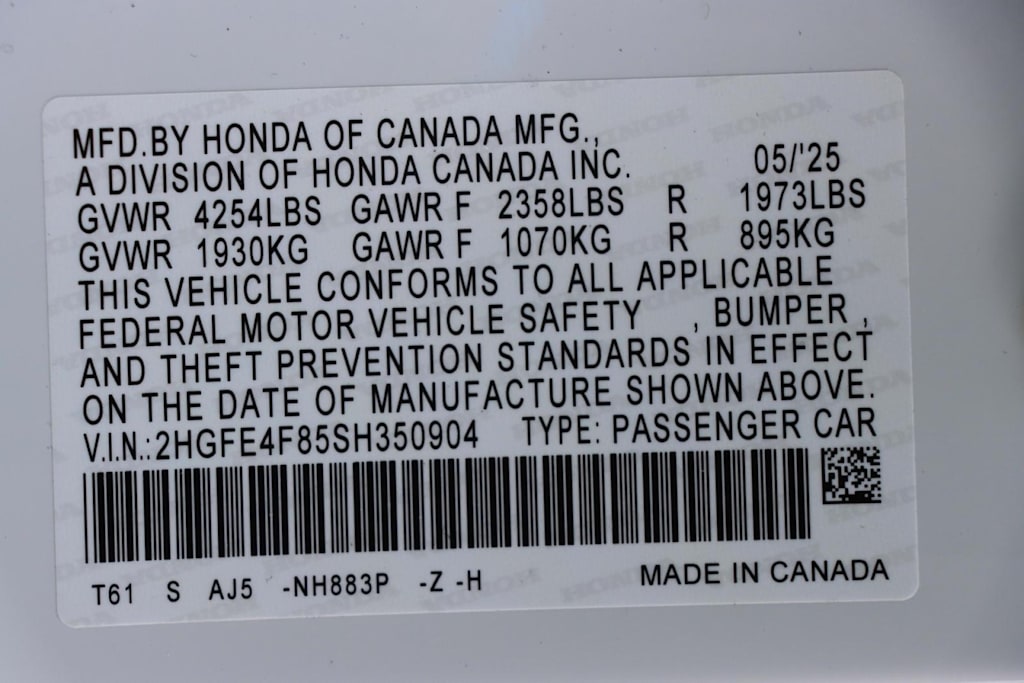 MFD.BY HONDA OF CANADA MFG.,
A DIVISION OF HONDA CANADA INC. 05/'25
GVWR 4254LBS GAWR F 2358LBS R 1973LBS
GVWR 1930KG GAWR F 1070KG R 895KG
THIS VEHICLE CONFORMS TO ALL APPLICABLE
FEDERAL MOTOR VEHICLE SAFETY , BUMPER ,
AND THEFT PREVENTION STANDARDS IN EFFECT
ON THE DATE OF MANUFACTURE SHOWN ABOVE.
V.I.N.:2HGFE4F85SH350904 TYPE: PASSENGER CAR
T61 S AJ5 -NH883P -Z -H MADE IN CANADA